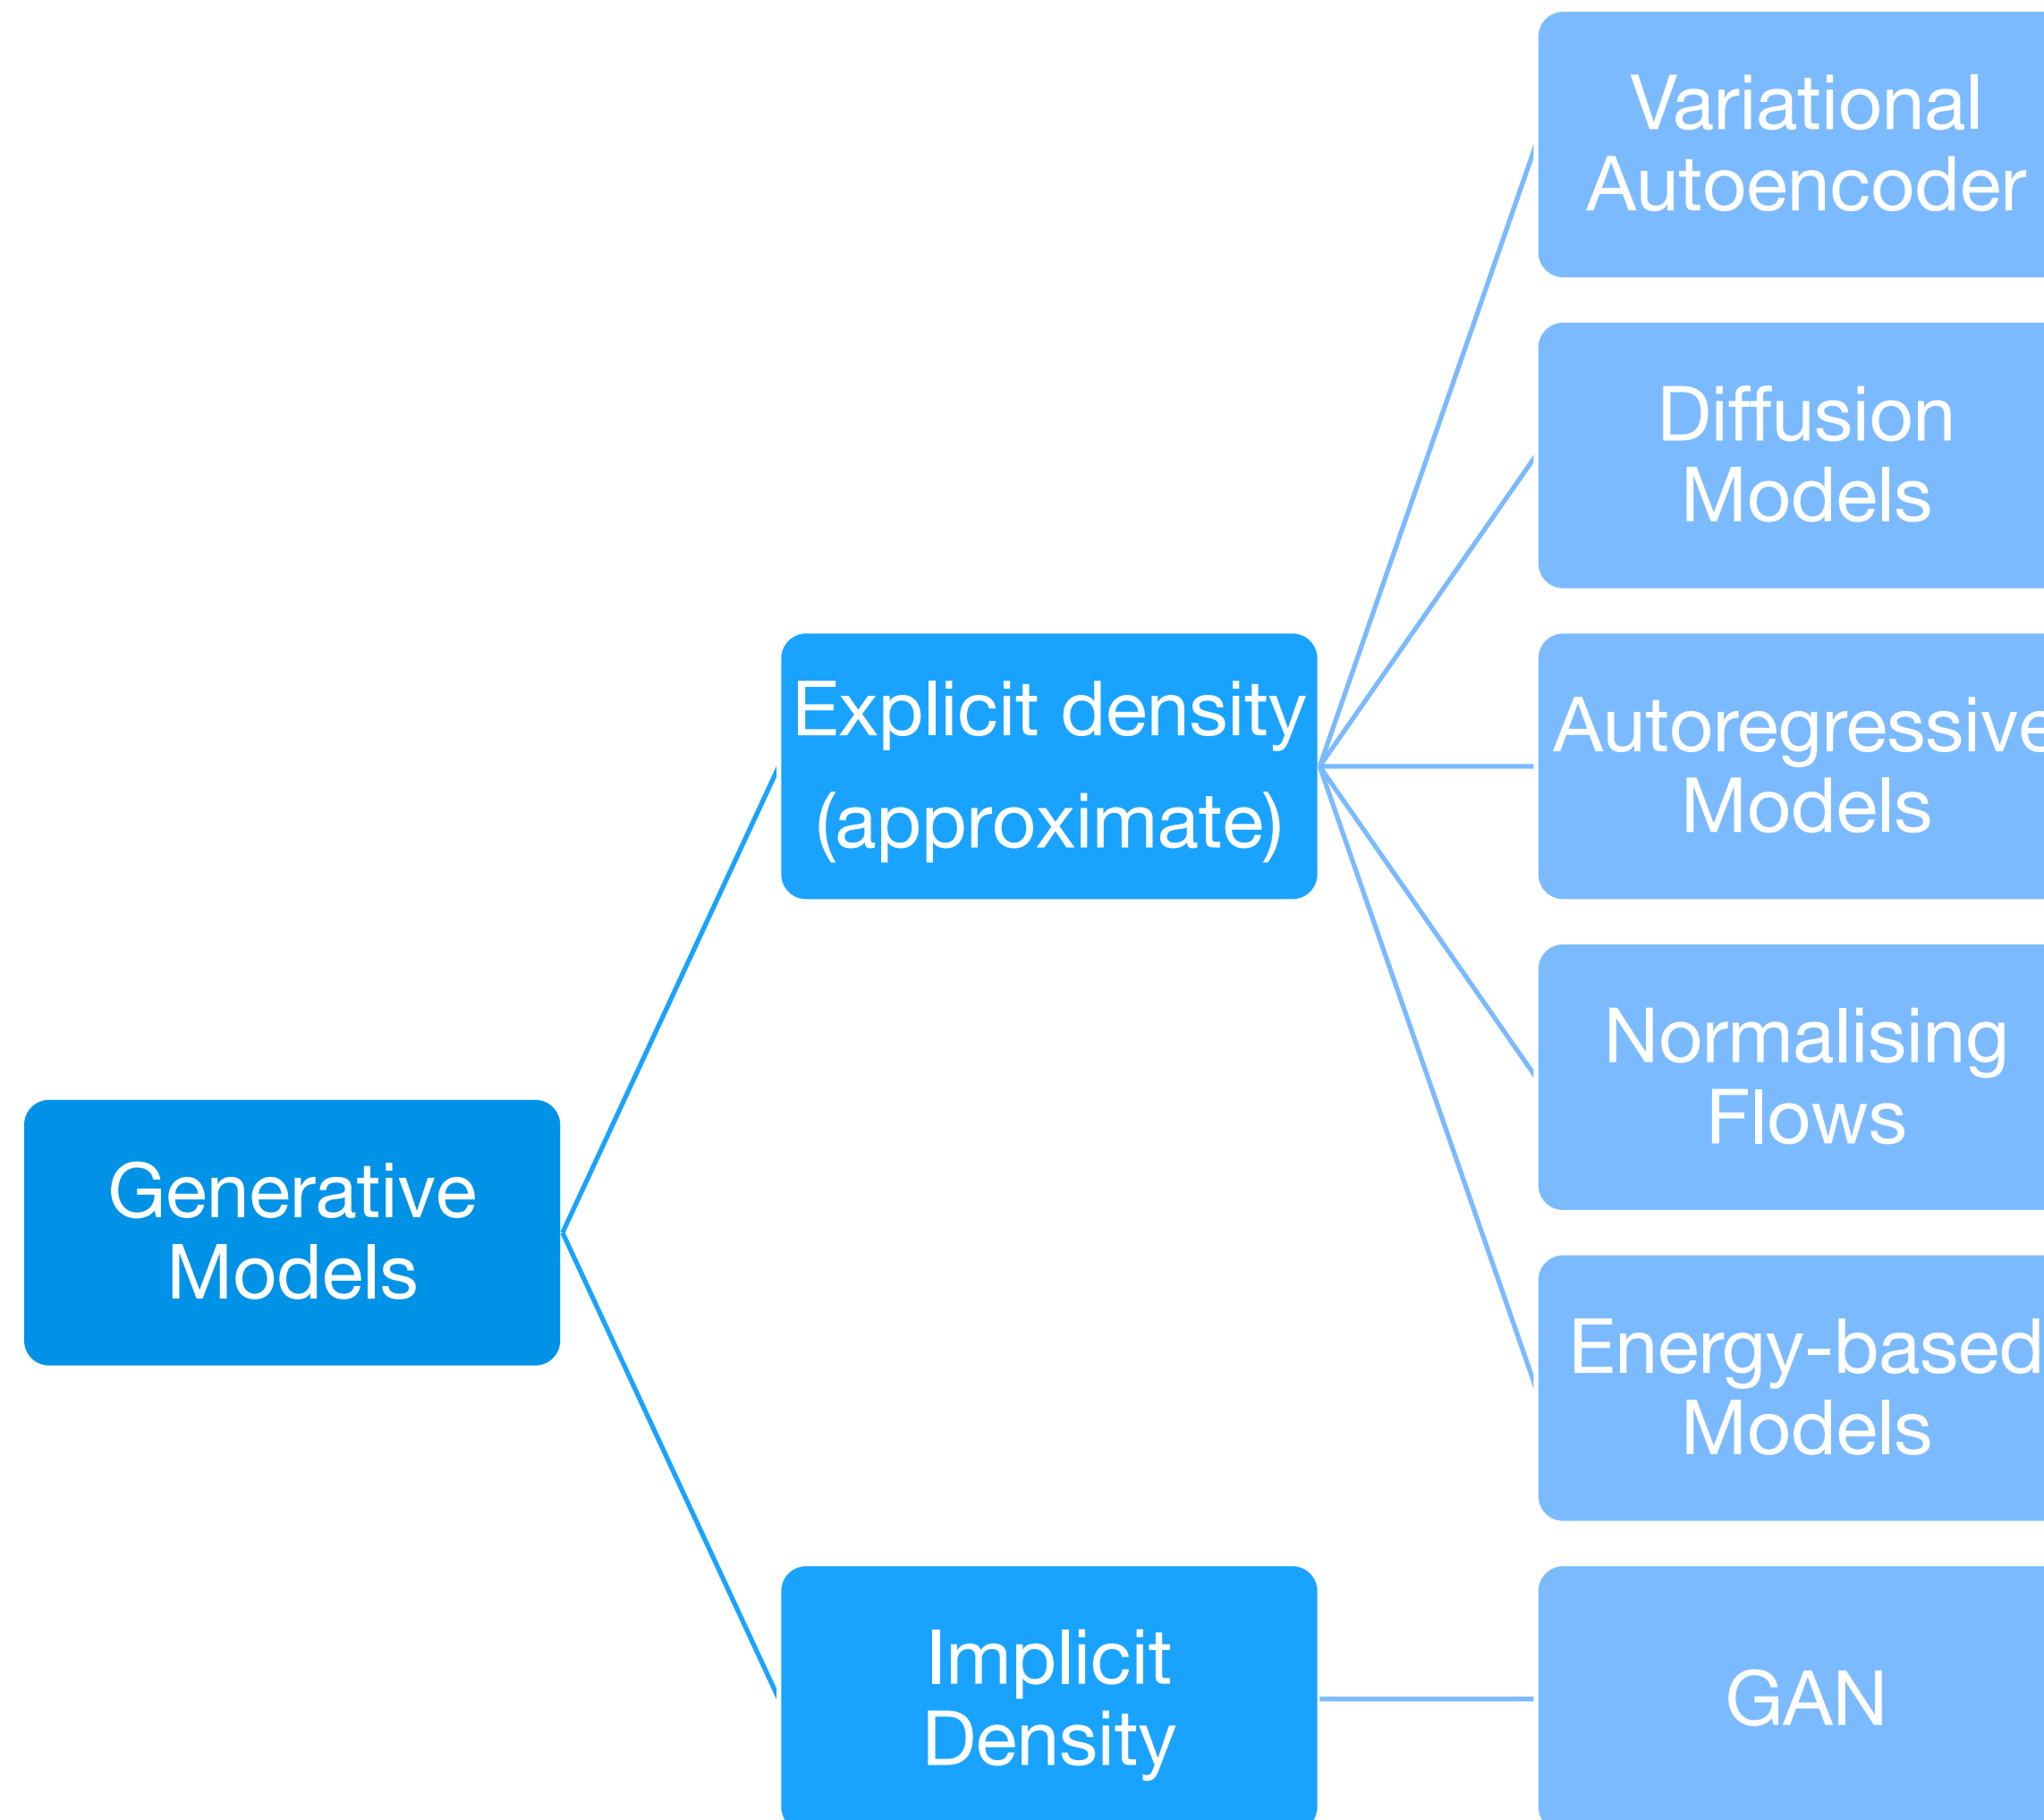 Variational
Autoencoder
Diffusion
Models
Explicit density
(approximate)
Autoregressive
Models
Normalising
Flows
Generative
Models
Energy-based
Models
Implicit
Density
GAN